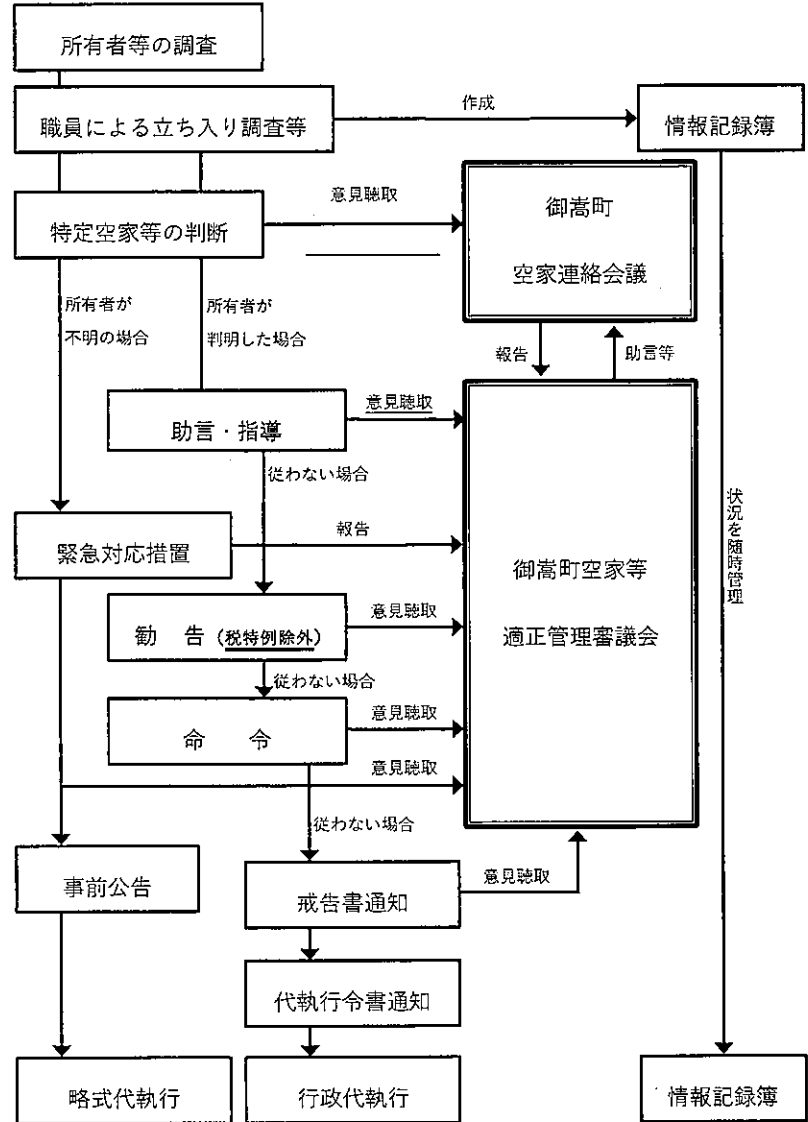 所有者等の調査
職員による立ち入り調査等
作成
情報記録簿
特定空家等の判断
意見聴取
御嵩町
空家連絡会議
所有者が
不明の場合
所有者が
判明した場合
報告
助言等
助言・指導
意見聴取
従わない場合
緊急対応措置
報告
御嵩町空家等
適正管理審議会
状況を随時管理
勧　告（税特例除外）
意見聴取
従わない場合
命　令
意見聴取
意見聴取
従わない場合
事前公告
戒告書通知
意見聴取
代執行令書通知
略式代執行
行政代執行
情報記録簿